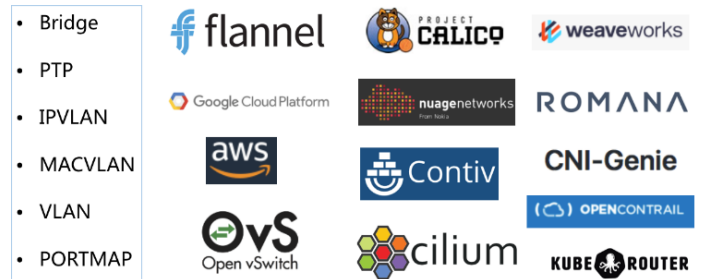 • Bridge
• PTP
• IPVLAN
• MACVLAN
• VLAN
• PORTMAP
flannel
PROJECT
CALICO
weaveworks
Google Cloud Platform
nuagenetworks
From Nokia
ROMANA
aws
Contiv
CNI-Genie
OPENCONTRAIL
OvS
Open vSwitch
cilium
KUBE ROUTER